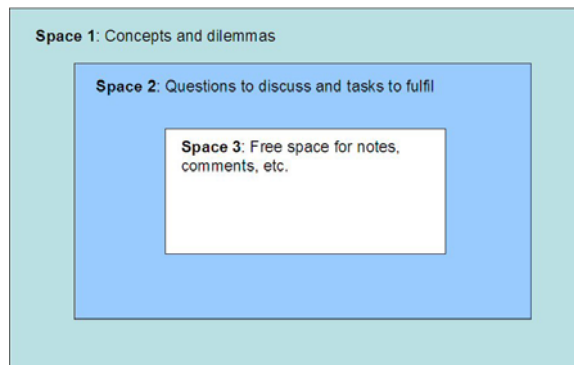 Space 1: Concepts and dilemmas
Space 2: Questions to discuss and tasks to fulfil
Space 3: Free space for notes,
comments, etc.